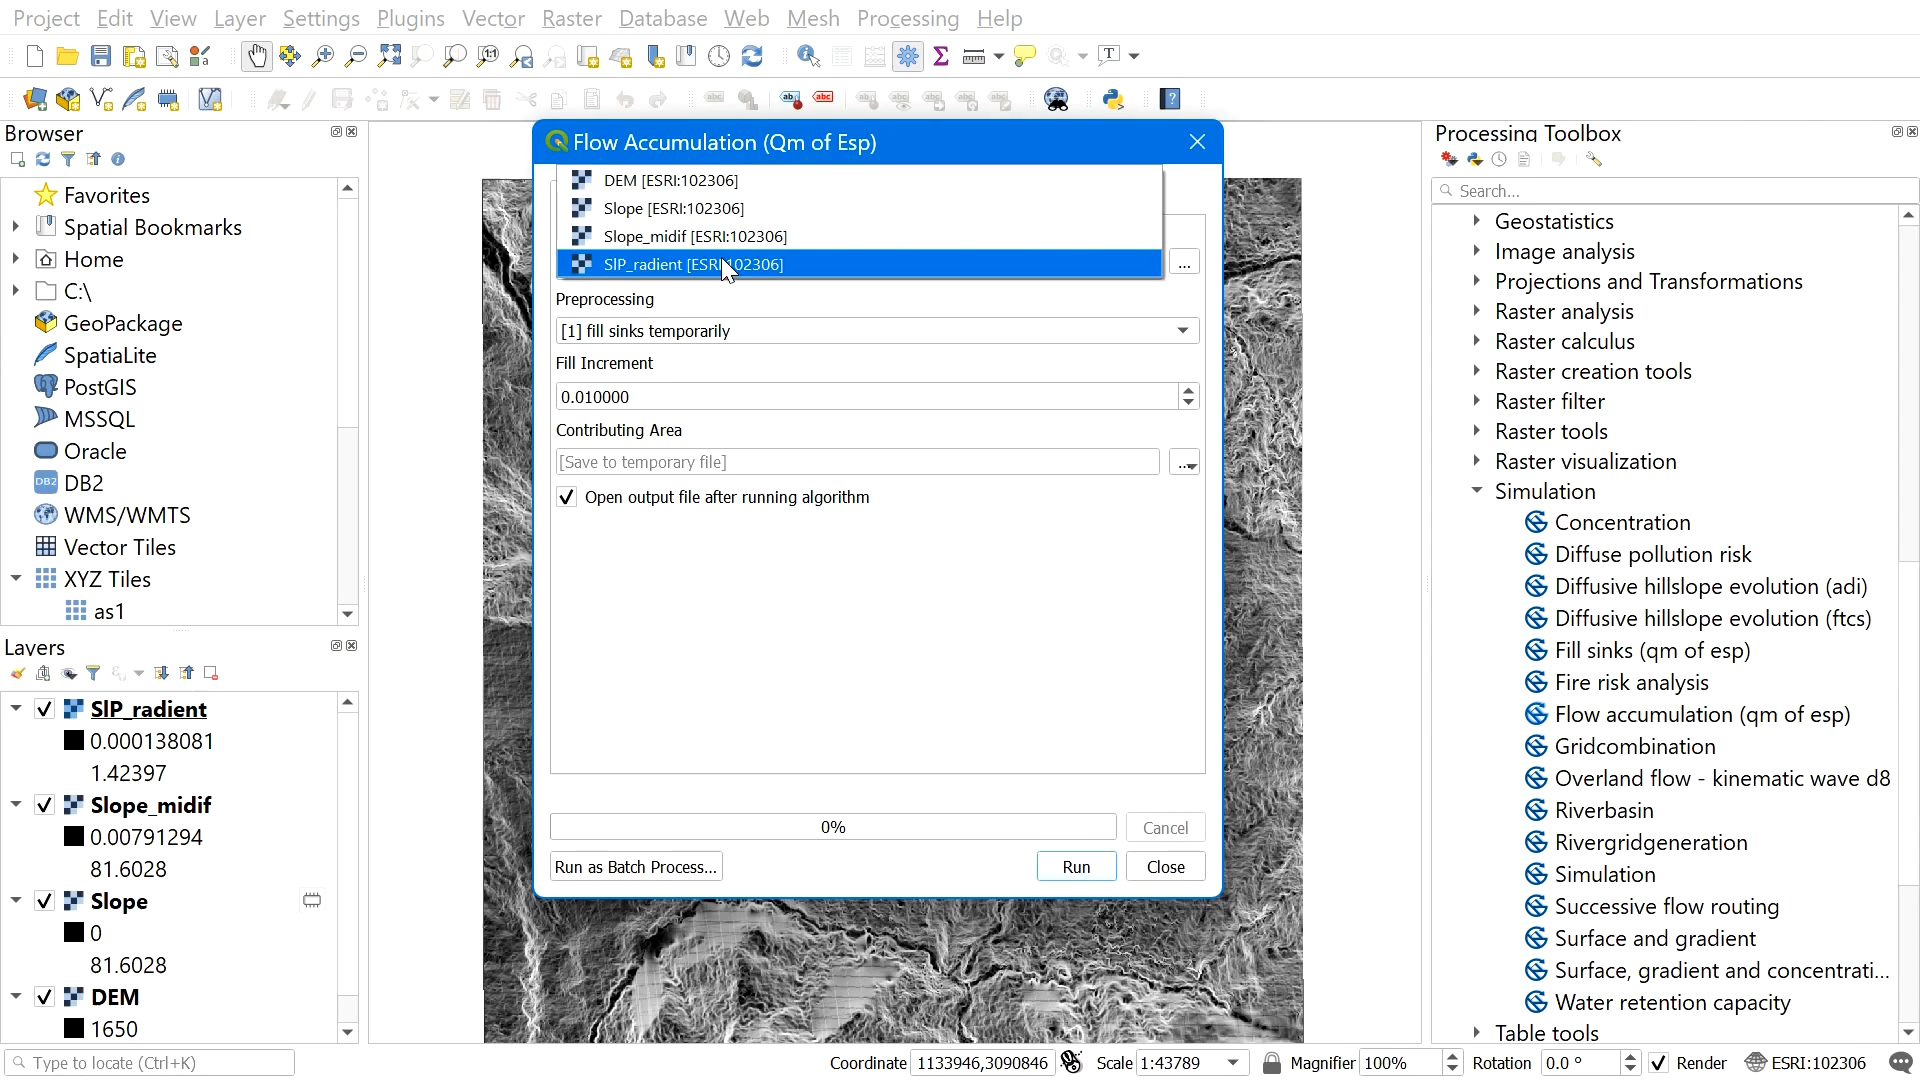 Project Edit View Layer Settings Plugins Vector Raster Database Web Mesh Processing Help
Browser
Favorites
Spatial Bookmarks
Home
C:\
GeoPackage
SpatiaLite
PostGIS
MSSQL
Oracle
DB2
WMS/WMTS
Vector Tiles
XYZ Tiles
as1
Layers
SlP_radient
0.000138081
1.42397
Slope_midif
0.00791294
81.6028
Slope
0
81.6028
DEM
1650
Flow Accumulation (Qm of Esp)
DEM [ESRI:102306]
Slope [ESRI:102306]
Slope_midif [ESRI:102306]
SlP_radient [ESRI:102306]
...
Preprocessing
[1] fill sinks temporarily
Fill Increment
0.010000
Contributing Area
[Save to temporary file]
...
Open output file after running algorithm
0%
Cancel
Run as Batch Process...
Run
Close
Processing Toolbox
Search...
Geostatistics
Image analysis
Projections and Transformations
Raster analysis
Raster calculus
Raster creation tools
Raster filter
Raster tools
Raster visualization
Simulation
Concentration
Diffuse pollution risk
Diffusive hillslope evolution (adi)
Diffusive hillslope evolution (ftcs)
Fill sinks (qm of esp)
Fire risk analysis
Flow accumulation (qm of esp)
Gridcombination
Overland flow - kinematic wave d8
Riverbasin
Rivergridgeneration
Simulation
Successive flow routing
Surface and gradient
Surface, gradient and concentrati...
Water retention capacity
Table tools
Type to locate (Ctrl+K)
Coordinate 1133946,3090846 Scale 1:43789 Magnifier 100% Rotation 0.0 ° Render ESRI:102306